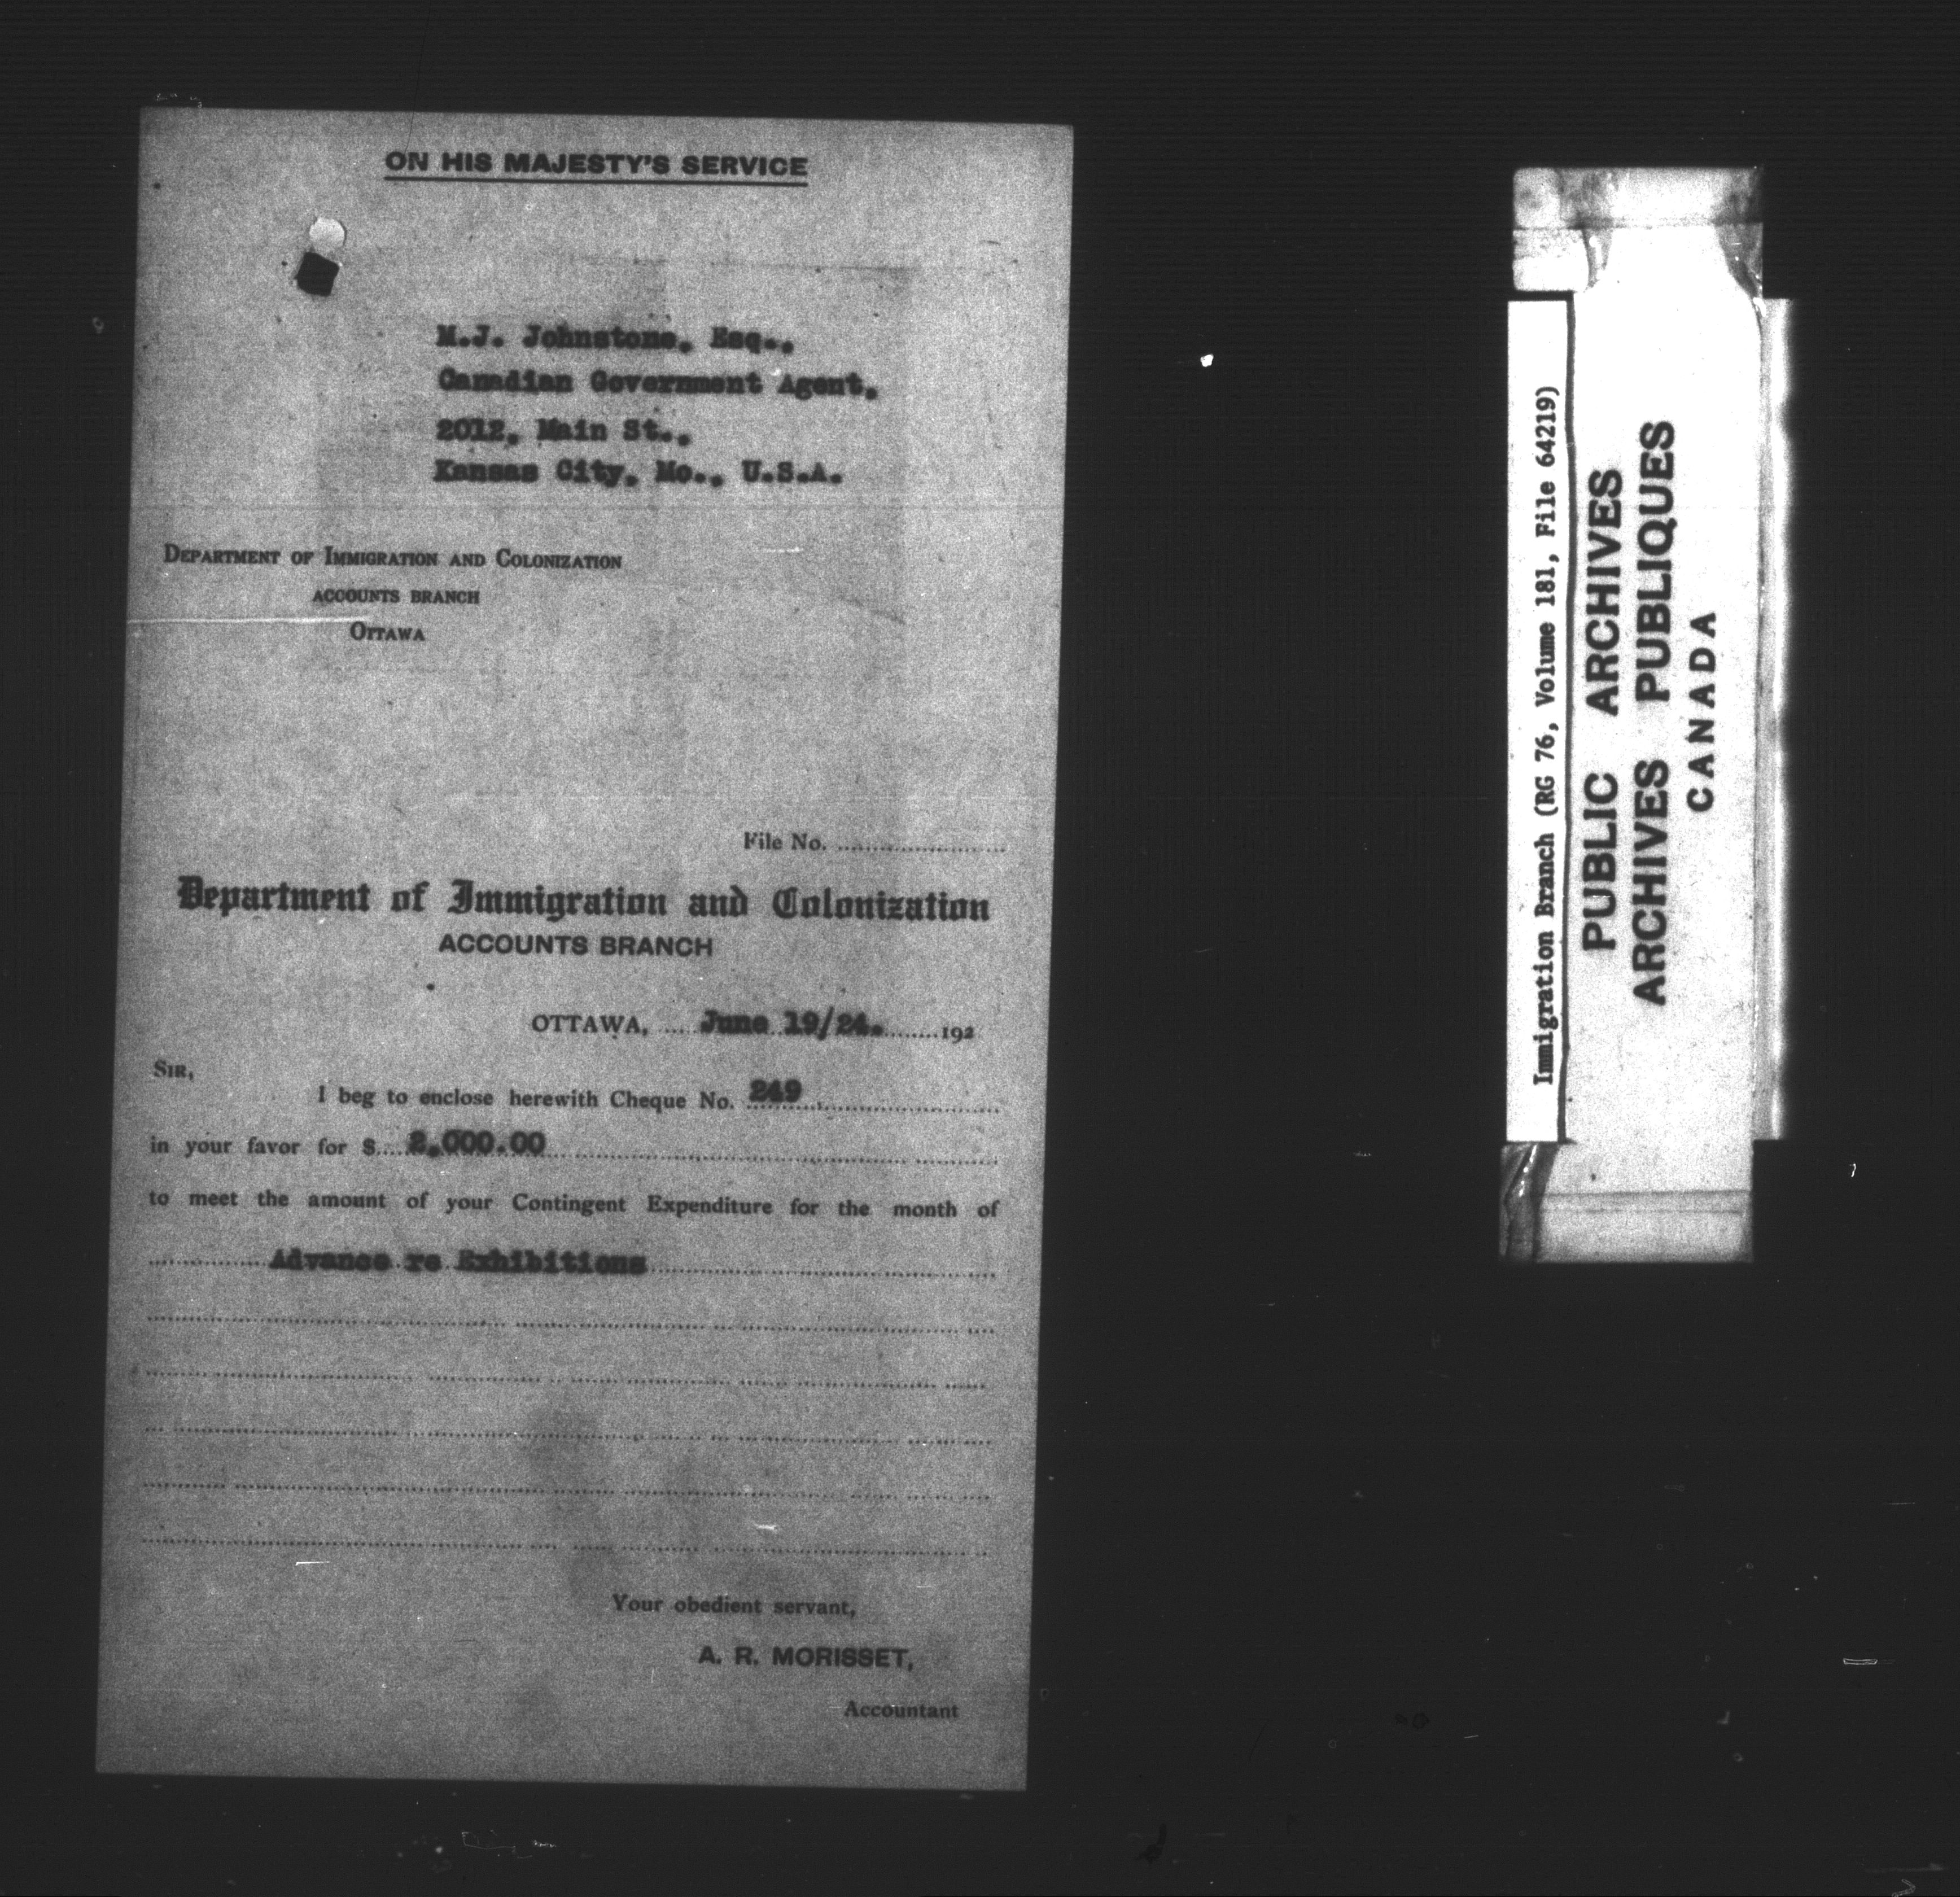 ON HIS MAJESTY'S SERVICE
M.J. Johnstone, Esq.,
Canadian Government Agent,
2012, Main St.,
Kansas City, Mo., U.S.A.
DEPARTMENT OF IMMIGRATION AND COLONIZATION
ACCOUNTS BRANCH
OTTAWA
File No.
Department of Immigration and Colonization
ACCOUNTS BRANCH
OTTAWA, June 19/24. 192
SIR,
I beg to enclose herewith Cheque No. 249
in your favor for $ 2,000.00
to meet the amount of your Contingent Expenditure for the month of
Advance re Exhibitions
Your obedient servant,
A. R. MORISSET,
Accountant
Immigration Branch (RG 76, Volume 181, File 64219)
PUBLIC ARCHIVES
ARCHIVES PUBLIQUES
CANADA